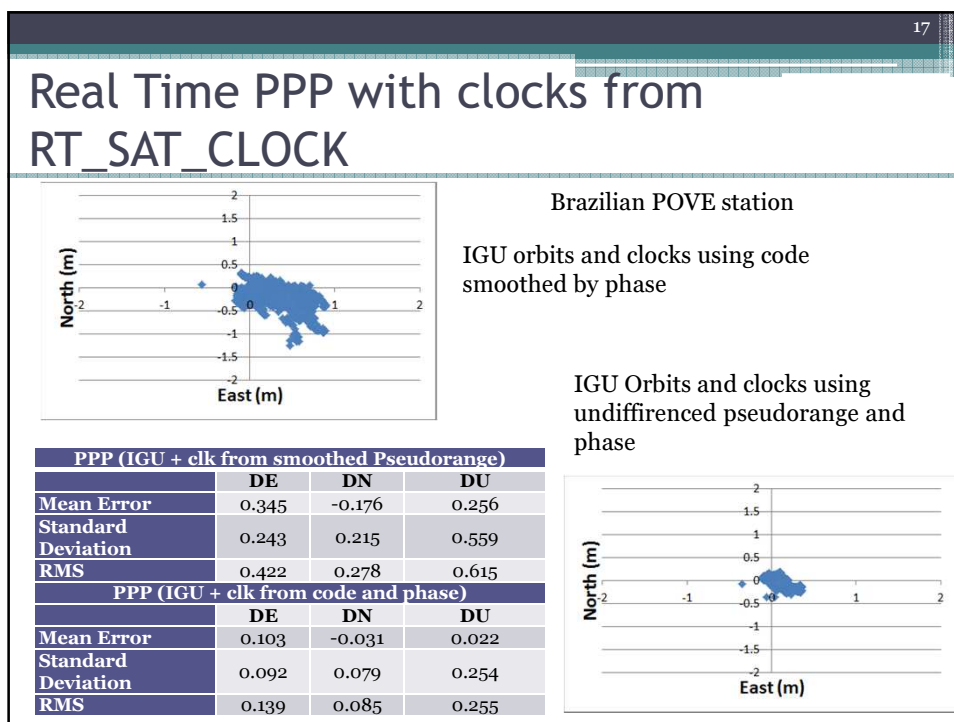 17
Real Time PPP with clocks from
RT_SAT_CLOCK
Brazilian POVE station
IGU orbits and clocks using code
smoothed by phase
North (m)
2
1.5
1
0.5
0
-0.5
-1
-1.5
-2
-2 -1 0 1 2
East (m)
IGU Orbits and clocks using
undiffirenced pseudorange and
phase
PPP (IGU + clk from smoothed Pseudorange)
DE DN DU
Mean Error 0.345 -0.176 0.256
Standard
Deviation 0.243 0.215 0.559
RMS 0.422 0.278 0.615
PPP (IGU + clk from code and phase)
DE DN DU
Mean Error 0.103 -0.031 0.022
Standard
Deviation 0.092 0.079 0.254
RMS 0.139 0.085 0.255
North (m)
2
1.5
1
0.5
0
-0.5
-1
-1.5
-2
-2 -1 0 1 2
East (m)